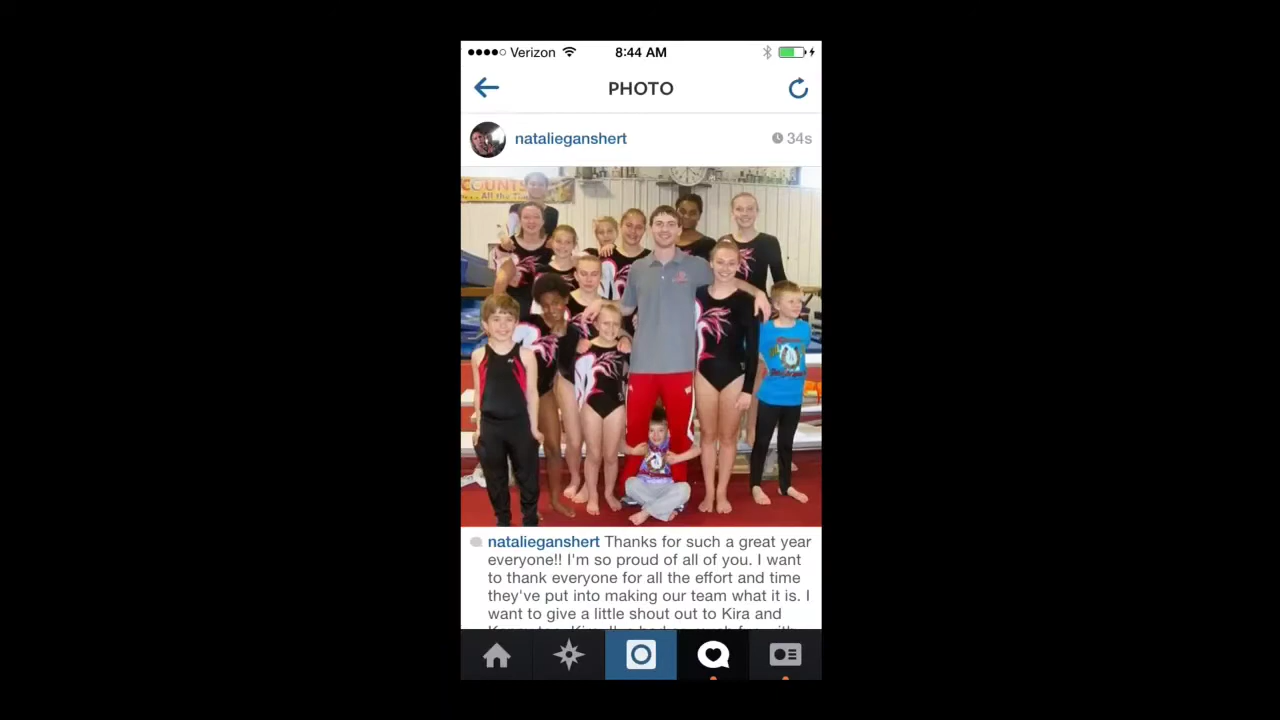 Verizon 8:44 AM
PHOTO
natalieganshert 34s
COUNTS
All the
natalieganshert Thanks for such a great year
everyone!! I'm so proud of all of you. I want
to thank everyone for all the effort and time
they've put into making our team what it is. I
want to give a little shout out to Kira and